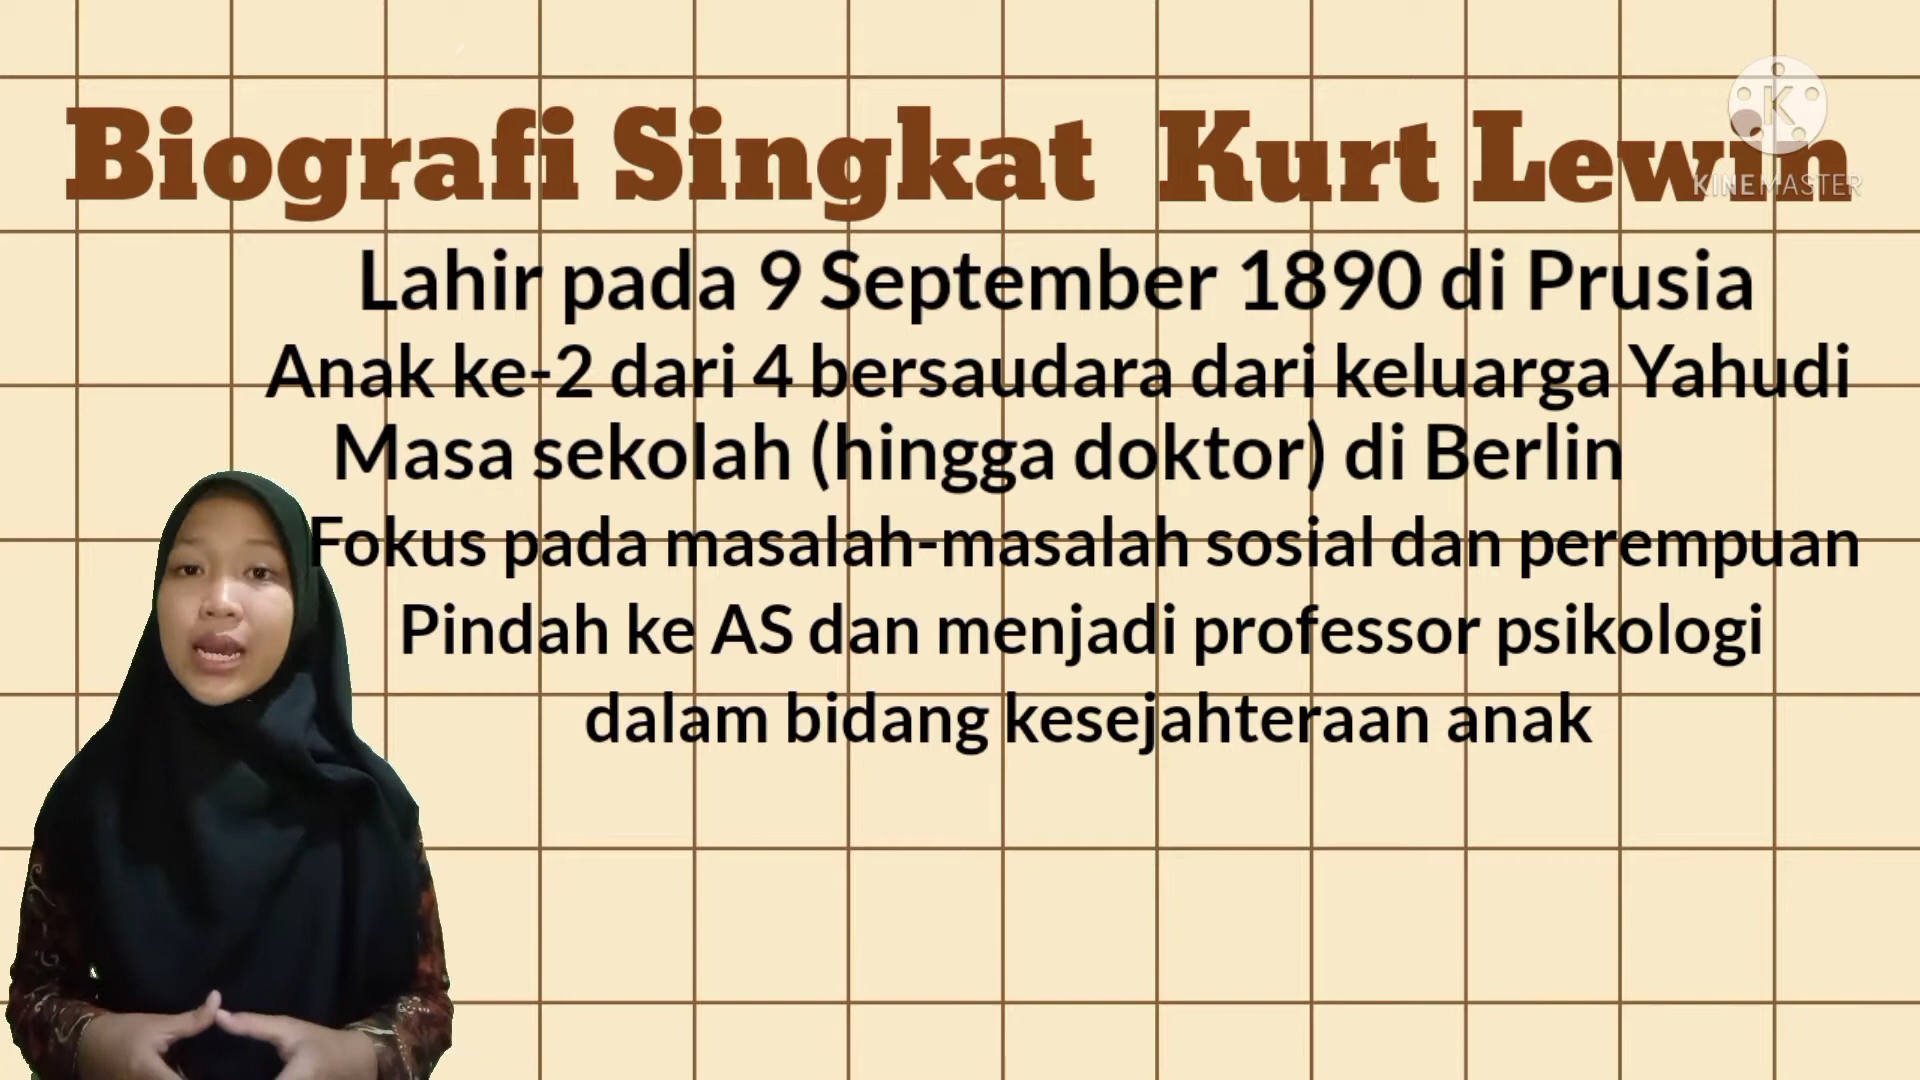 Biografi Singkat Kurt Lewin
KINEMASTER
Lahir pada 9 September 1890 di Prusia
Anak ke-2 dari 4 bersaudara dari keluarga Yahudi
Masa sekolah (hingga doktor) di Berlin
Fokus pada masalah-masalah sosial dan perempuan
Pindah ke AS dan menjadi professor psikologi
dalam bidang kesejahteraan anak